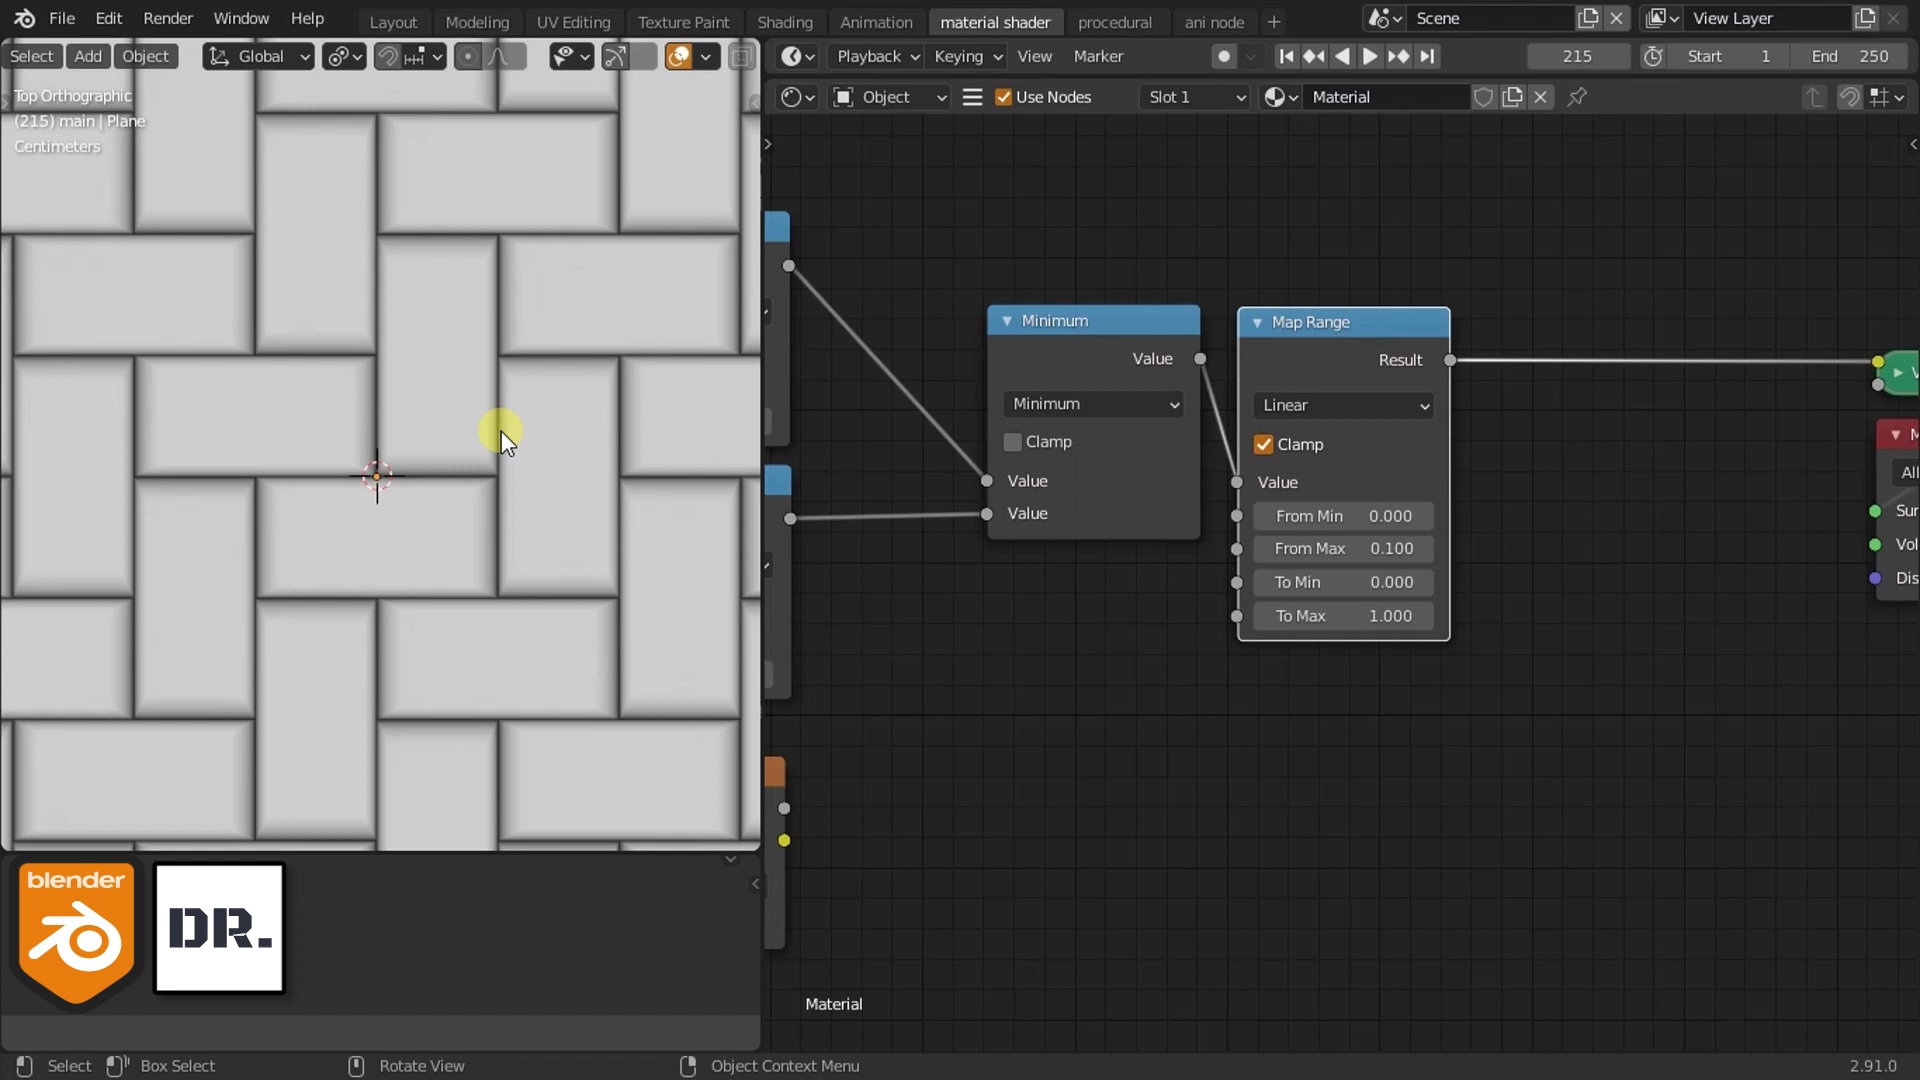 File Edit Render Window Help
Layout Modeling UV Editing Texture Paint Shading Animation material shader procedural ani node +
Scene
View Layer
Select Add Object Global
Playback Keying View Marker 215 Start 1 End 250
Top Orthographic
(215) main | Plane
Centimeters
Object Use Nodes Slot 1 Material
Minimum
Value
Minimum
Clamp
Value
Value
Map Range
Result
Linear
Clamp
Value
From Min 0.000
From Max 0.100
To Min 0.000
To Max 1.000
V
M
All
Sur
Vol
Dis
blender
DR.
Material
Select Box Select Rotate View Object Context Menu 2.91.0